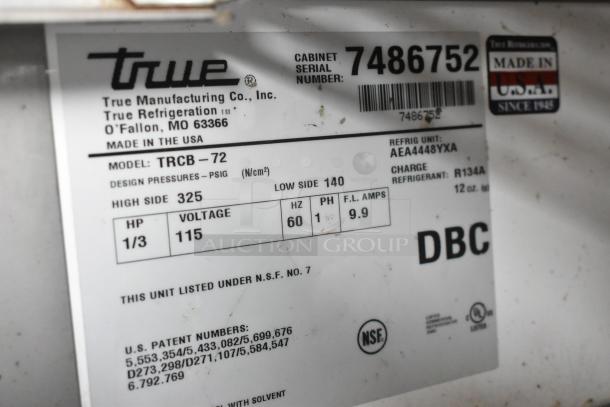 True®
True Manufacturing Co., Inc.
True Refrigeration
O'Fallon, MO 63366
MADE IN THE USA
CABINET
SERIAL
NUMBER: 7486752
7486752
TRUE REFRIGERATION
MADE IN
U.S.A.
SINCE 1945
MODEL: TRCB-72
DESIGN PRESSURES-PSIG (N/cm²)
HIGH SIDE 325 LOW SIDE 140
REFRIG UNIT:
AEA4448YXA
CHARGE
REFRIGERANT: R134A
12 oz.
HP VOLTAGE HZ PH F.L. AMPS
1/3 115 60 1 9.9
AUCTION GROUP
DBC
THIS UNIT LISTED UNDER N.S.F. NO. 7
U.S. PATENT NUMBERS:
5,553,354/5,433,082/5,699,676
D273,298/D271,107/5,584,547
6.792.769
NSF
C UL
LISTED
WITH SOLVENT